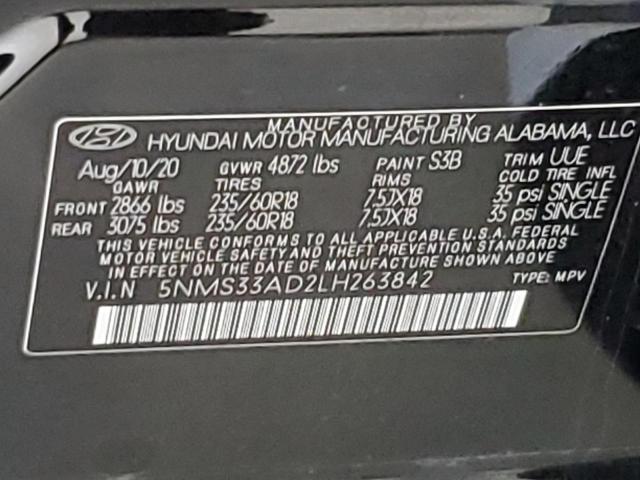 MANUFACTURED BY
HYUNDAI MOTOR MANUFACTURING ALABAMA, LLC
Aug/10/20 GVWR 4872 lbs PAINT S3B TRIM UUE
GAWR TIRES RIMS COLD TIRE INFL
FRONT 2866 lbs 235/60R18 7.5JX18 35 psi SINGLE
REAR 3075 lbs 235/60R18 7.5JX18 35 psi SINGLE
THIS VEHICLE CONFORMS TO ALL APPLICABLE U.S.A. FEDERAL
MOTOR VEHICLE SAFETY AND THEFT PREVENTION STANDARDS
IN EFFECT ON THE DATE OF MANUFACTURE SHOWN ABOVE
V.I.N 5NMS33AD2LH263842 TYPE: MPV